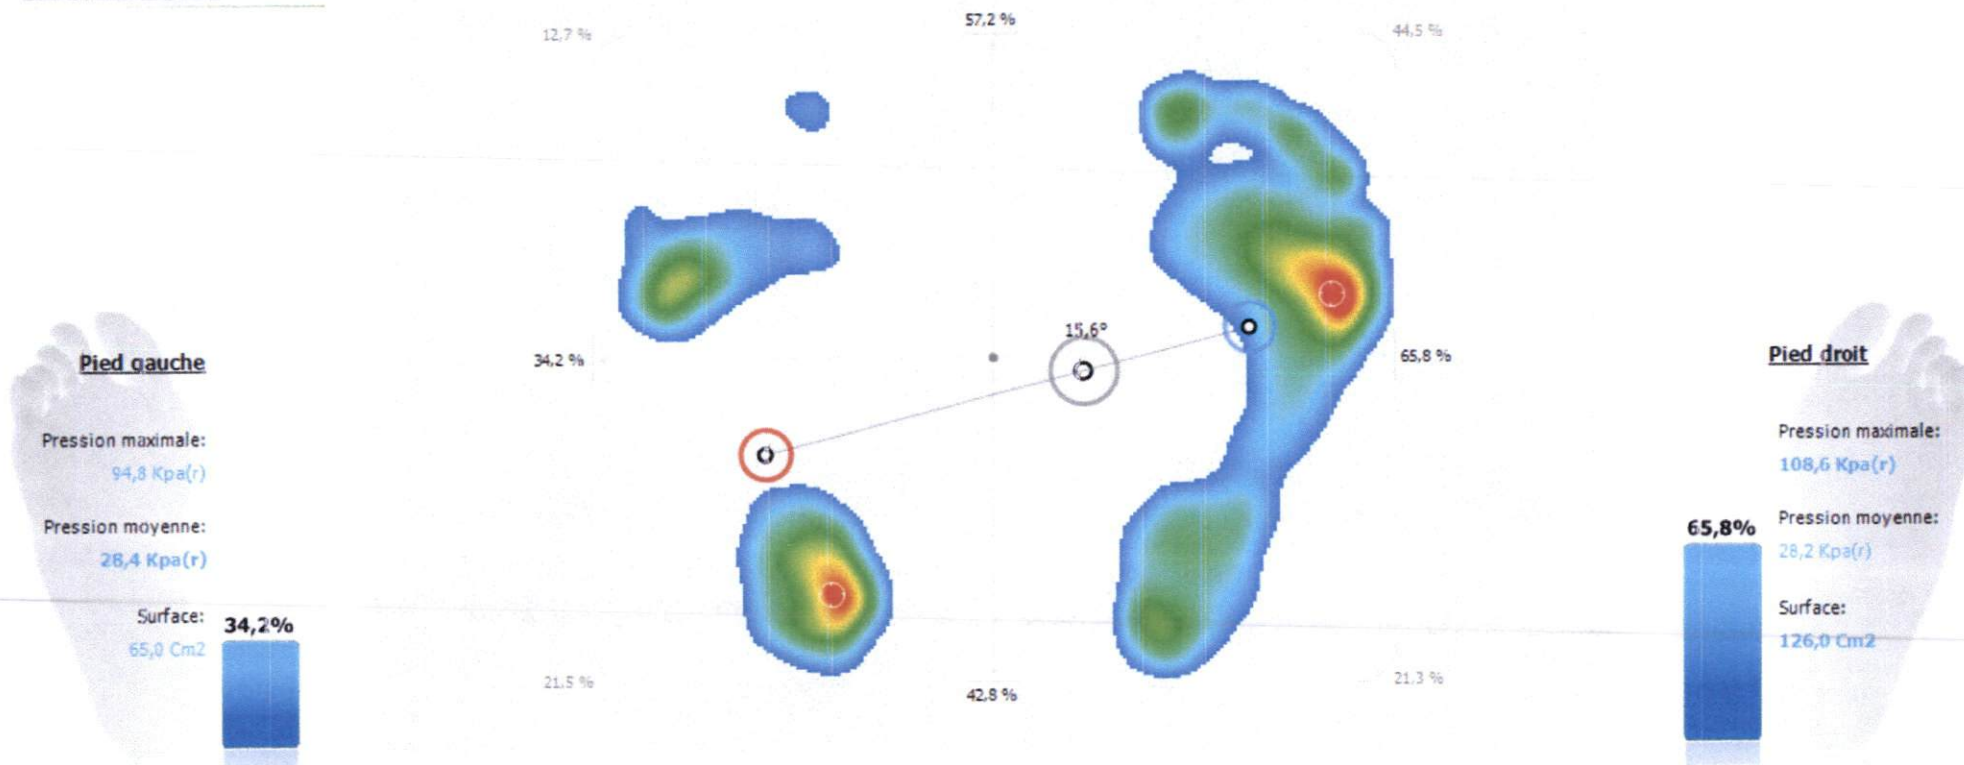 57,2 %
12,7 %
44,5 %
15,6°
34,2 %
65,8 %
Pied gauche
Pression maximale:
94,8 Kpa(r)
Pression moyenne:
28,4 Kpa(r)
Surface:
65,0 Cm2
34,2%
Pied droit
Pression maximale:
108,6 Kpa(r)
Pression moyenne:
28,2 Kpa(r)
Surface:
126,0 Cm2
65,8%
21,5 %
42,8 %
21,3 %